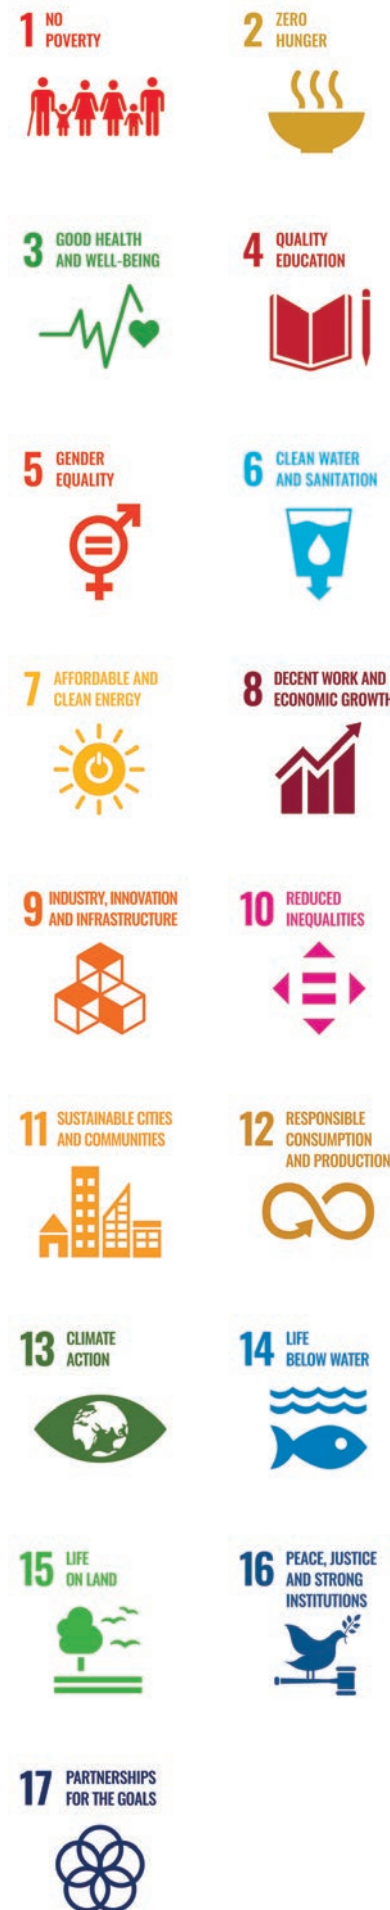 1 NO
POVERTY
2 ZERO
HUNGER
3 GOOD HEALTH
AND WELL-BEING
4 QUALITY
EDUCATION
5 GENDER
EQUALITY
6 CLEAN WATER
AND SANITATION
7 AFFORDABLE AND
CLEAN ENERGY
8 DECENT WORK AND
ECONOMIC GROWTH
9 INDUSTRY, INNOVATION
AND INFRASTRUCTURE
10 REDUCED
INEQUALITIES
11 SUSTAINABLE CITIES
AND COMMUNITIES
12 RESPONSIBLE
CONSUMPTION
AND PRODUCTION
13 CLIMATE
ACTION
14 LIFE
BELOW WATER
15 LIFE
ON LAND
16 PEACE, JUSTICE
AND STRONG
INSTITUTIONS
17 PARTNERSHIPS
FOR THE GOALS